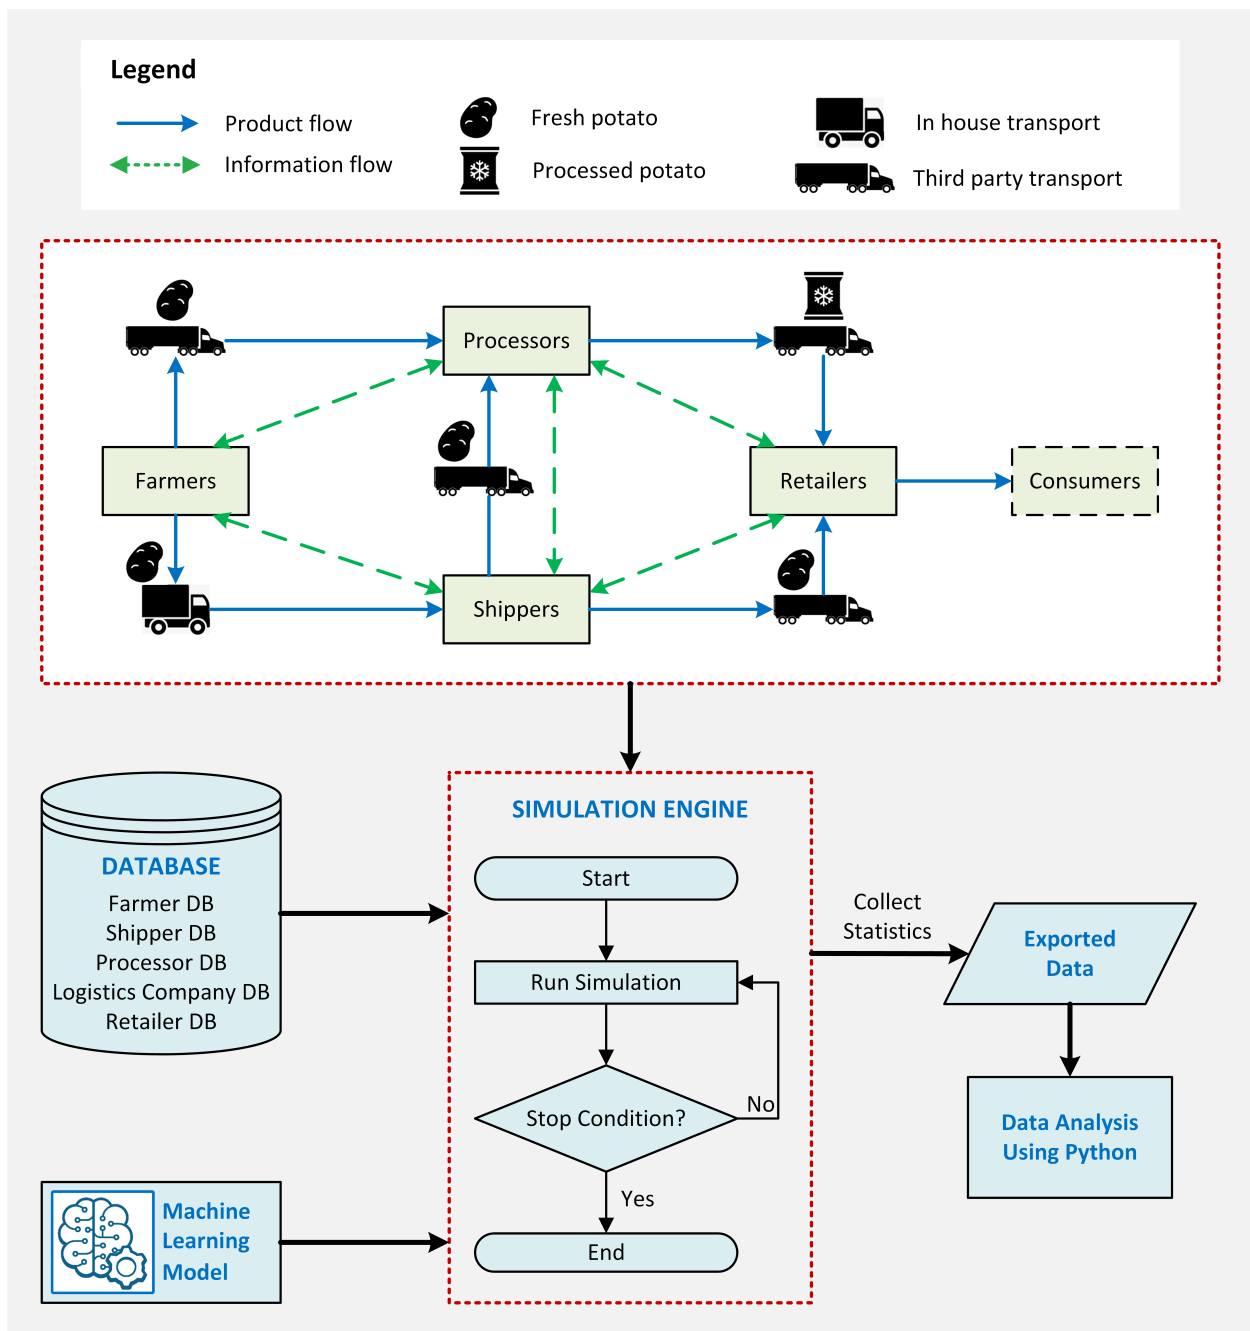 Legend
Product flow
Information flow
Fresh potato
Processed potato
In house transport
Third party transport
Processors
Farmers
Retailers
Consumers
Shippers
DATABASE
Farmer DB
Shipper DB
Processor DB
Logistics Company DB
Retailer DB
Machine
Learning
Model
SIMULATION ENGINE
Start
Run Simulation
Stop Condition?
No
Yes
End
Collect
Statistics
Exported
Data
Data Analysis
Using Python